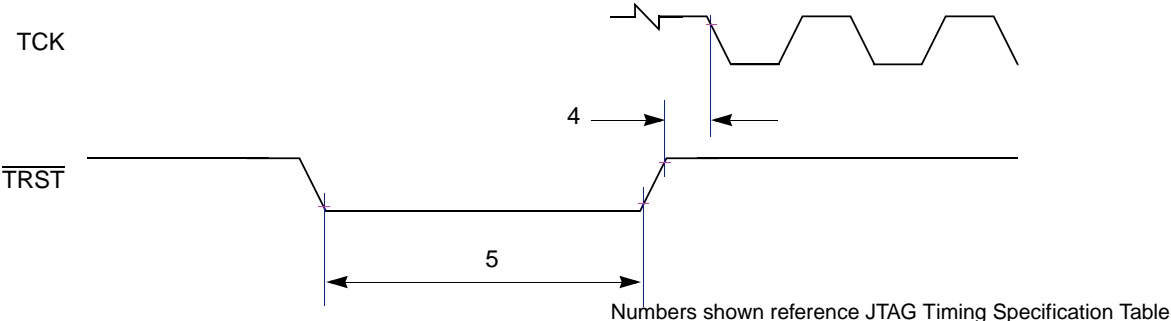 TCK
4
TRST
5
Numbers shown reference JTAG Timing Specification Table